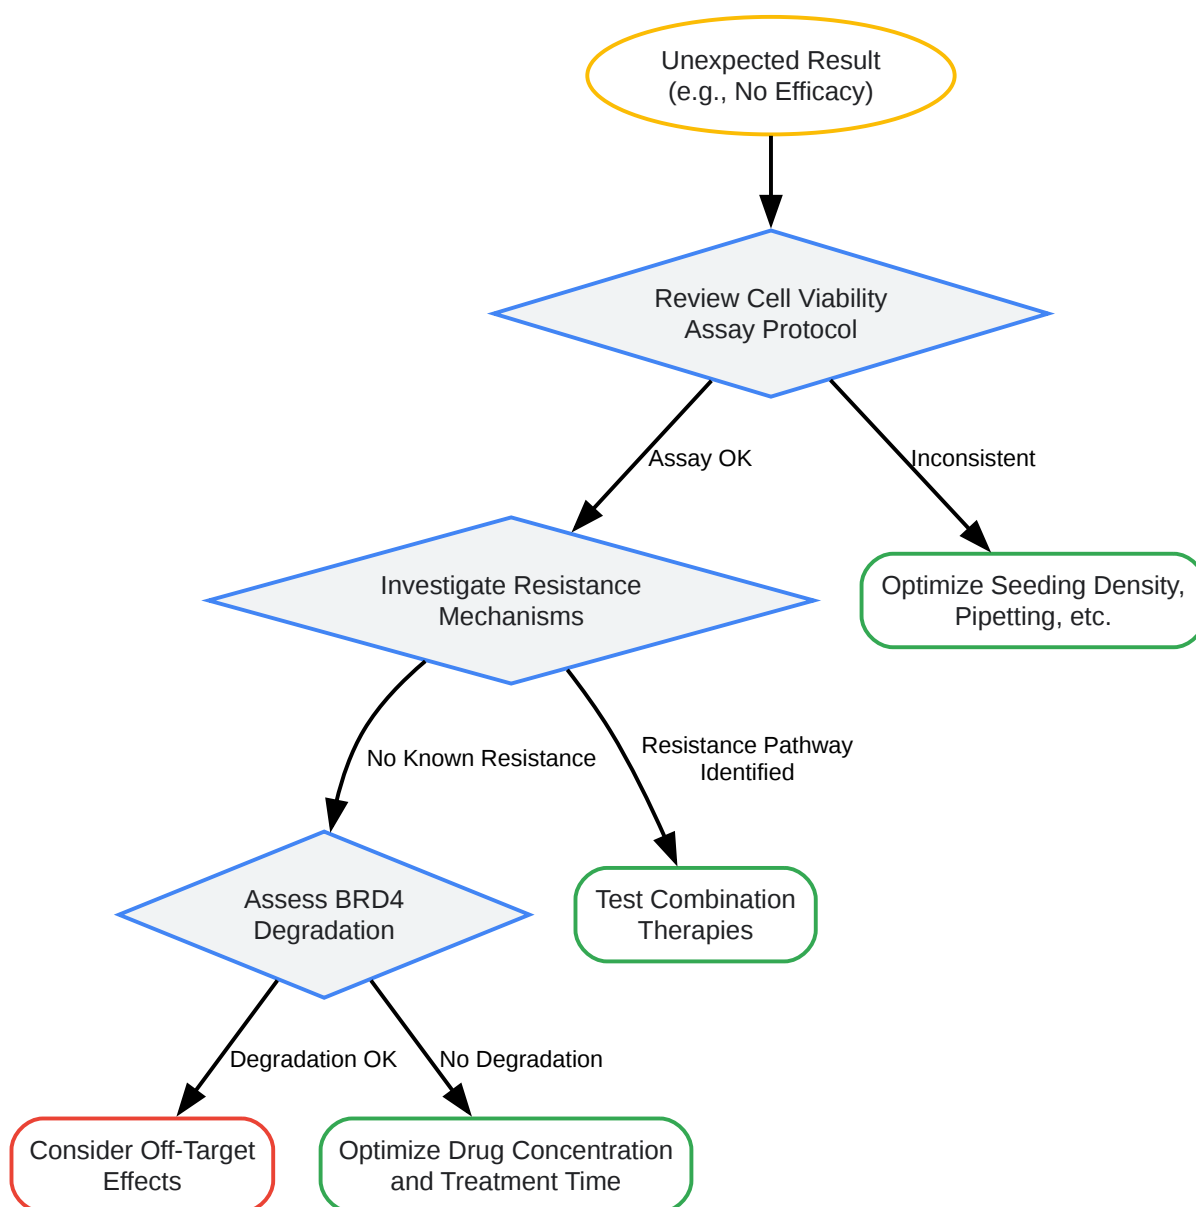 Unexpected Result
(e.g., No Efficacy)
Review Cell Viability
Assay Protocol
Assay OK
Inconsistent
Investigate Resistance
Mechanisms
Optimize Seeding Density,
Pipetting, etc.
No Known Resistance
Resistance Pathway
Identified
Assess BRD4
Degradation
Test Combination
Therapies
Degradation OK
No Degradation
Consider Off-Target
Effects
Optimize Drug Concentration
and Treatment Time